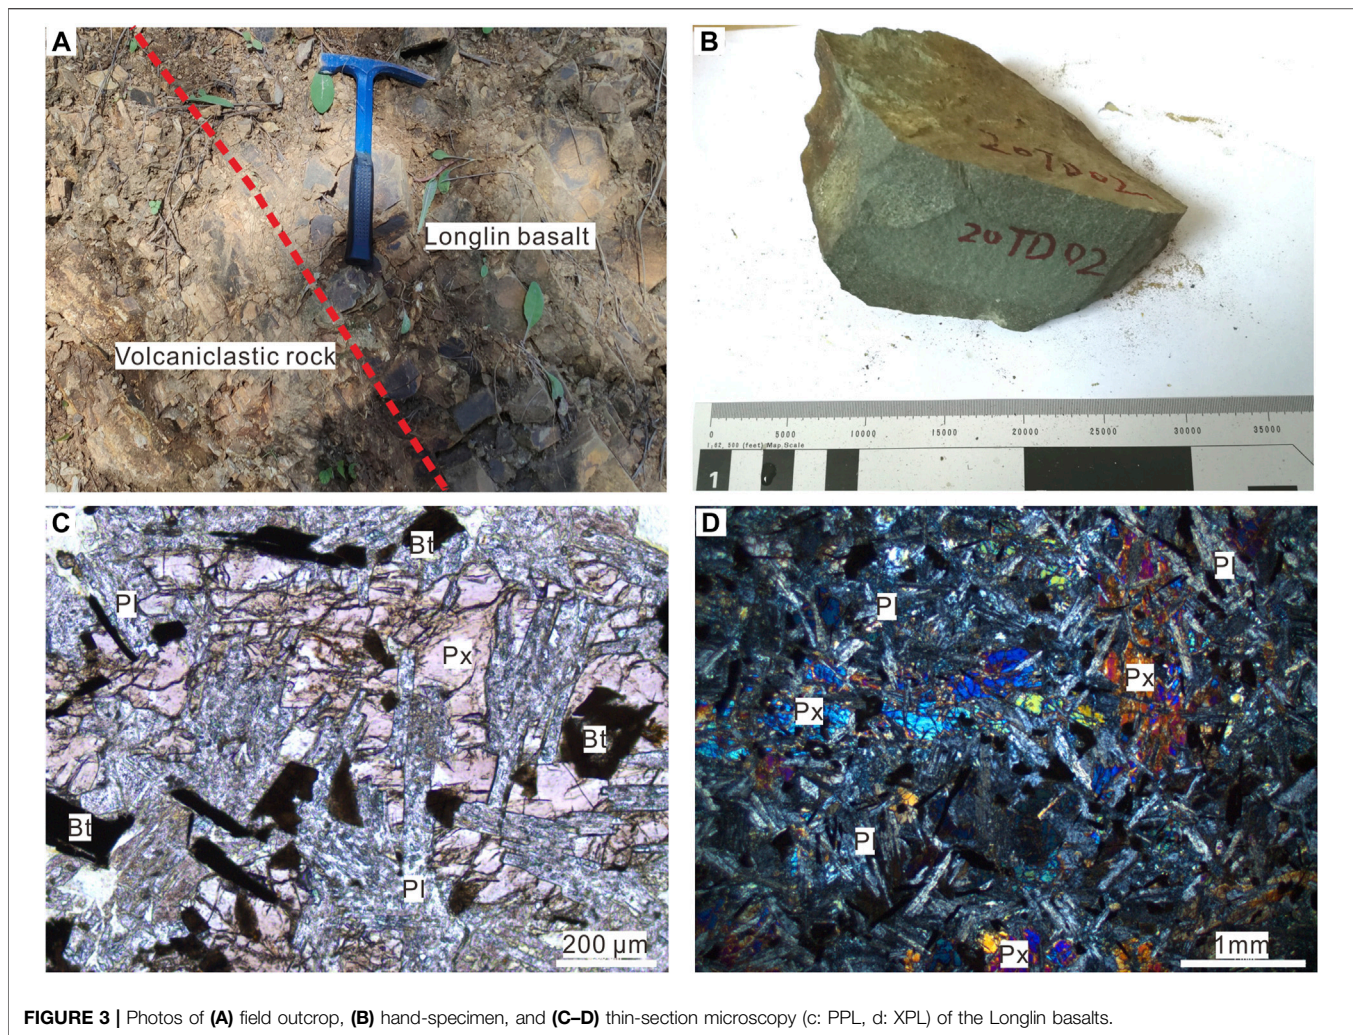 A
Longlin basalt
Volcaniclastic rock
B
20TD02
20TD02
0 5000 10000 15000 20000 25000 30000 35000
Map Scale
1
C
Bt
Pl
Px
Bt
Bt
Pl
200 μm
D
Pl
Pl
Px
Px
Pl
Px
1mm
FIGURE 3 | Photos of (A) field outcrop, (B) hand-specimen, and (C–D) thin-section microscopy (c: PPL, d: XPL) of the Longlin basalts.